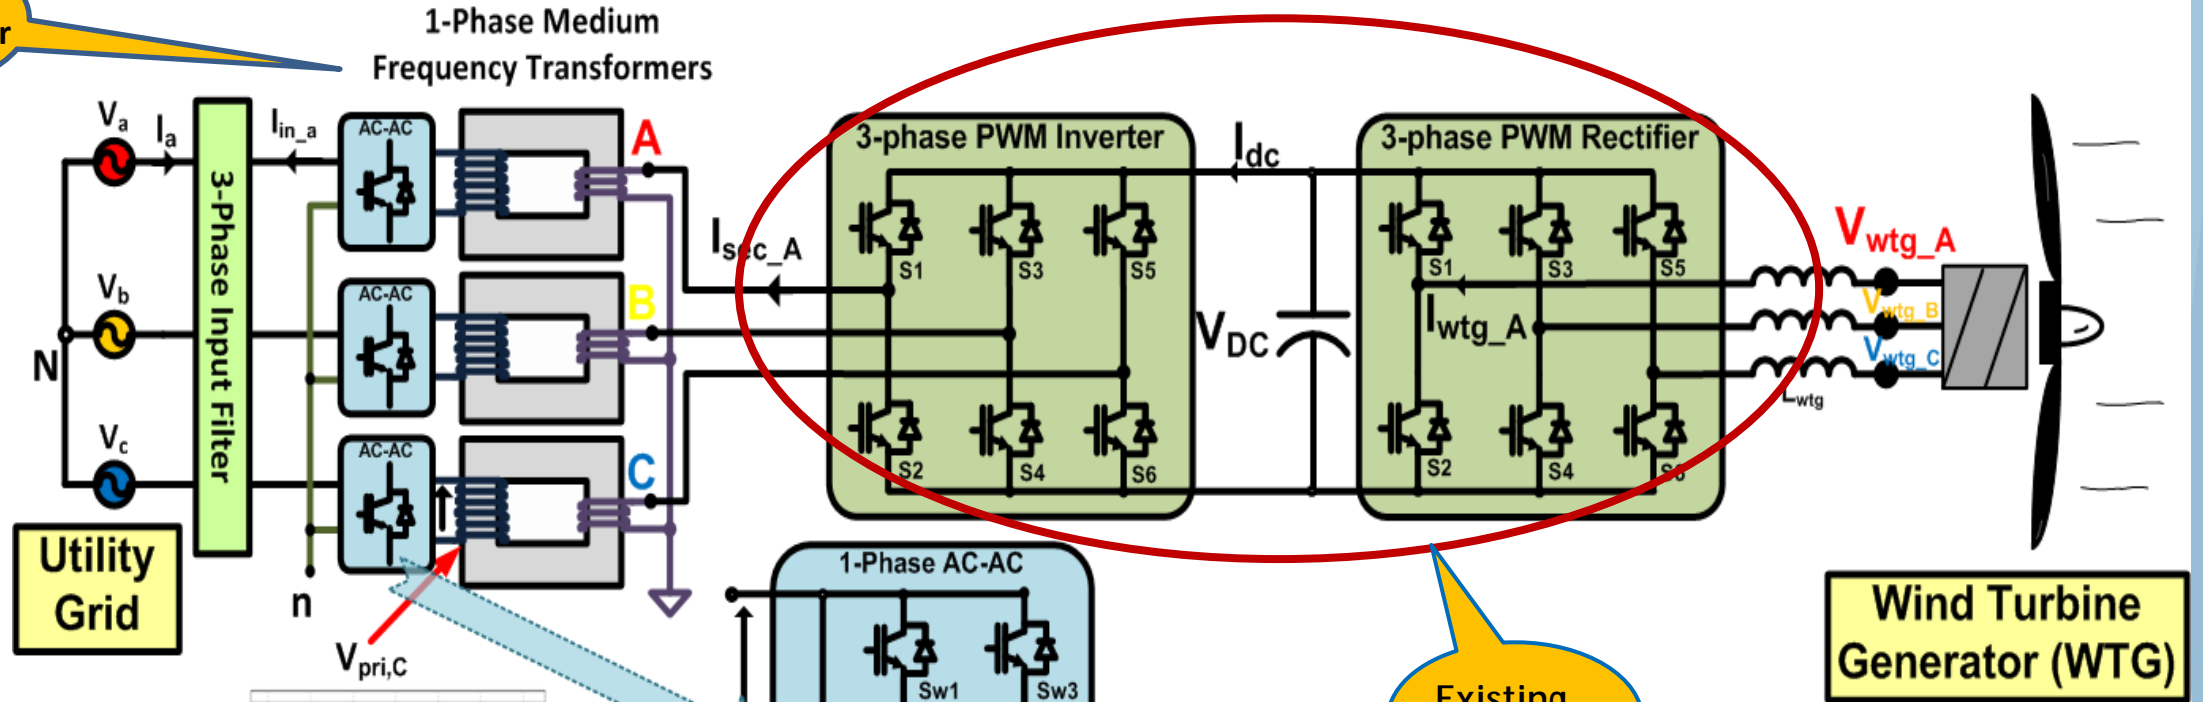 r
1-Phase Medium
Frequency Transformers
Va
Ia
Iin_a
AC-AC
A
3-phase PWM Inverter
Idc
3-phase PWM Rectifier
3-Phase Input Filter
Isec_A
S1
S3
S5
S1
S3
S5
Vwtg_A
Vb
AC-AC
B
VDC
Iwtg_A
Vwtg_B
Vwtg_C
N
Lwtg
Vc
AC-AC
C
S2
S4
S6
S2
S4
S6
Utility
Grid
n
Vpri,C
1-Phase AC-AC
Sw1
Sw3
Existing
Wind Turbine
Generator (WTG)